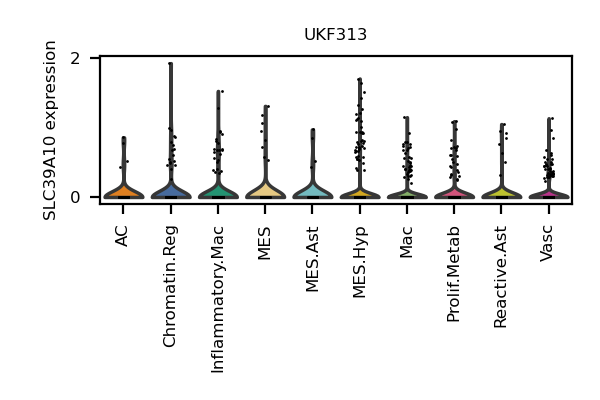 UKF313
SLC39A10 expression
2
0
AC
Chromatin.Reg
Inflammatory.Mac
MES
MES.Ast
MES.Hyp
Mac
Prolif.Metab
Reactive.Ast
Vasc